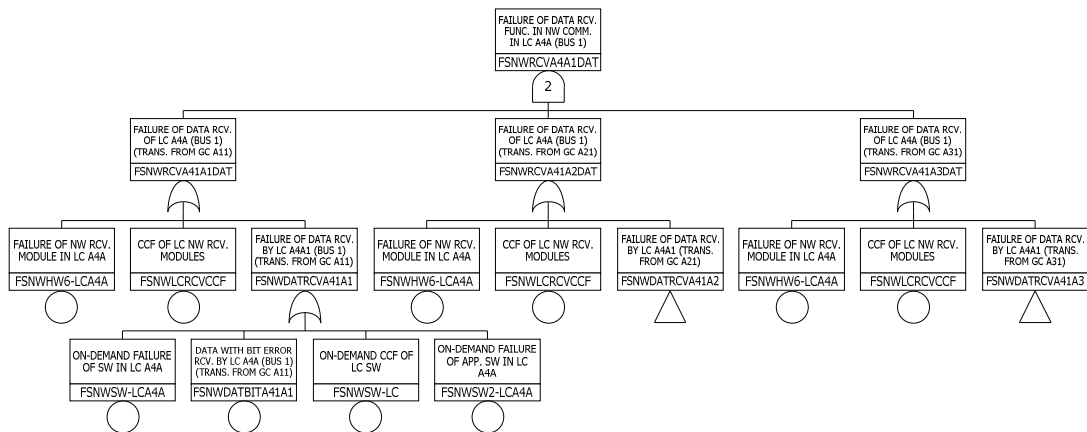 FAILURE OF DATA RCV.
FUNC. IN NW COMM.
IN LC A4A (BUS 1)
FSNWRCVA4A1DAT
2
FAILURE OF DATA RCV.
OF LC A4A (BUS 1)
(TRANS. FROM GC A11)
FSNWRCVA41A1DAT
FAILURE OF DATA RCV.
OF LC A4A (BUS 1)
(TRANS. FROM GC A21)
FSNWRCVA41A2DAT
FAILURE OF DATA RCV.
OF LC A4A (BUS 1)
(TRANS. FROM GC A31)
FSNWRCVA41A3DAT
FAILURE OF NW RCV.
MODULE IN LC A4A
FSNWHW6-LCA4A
CCF OF LC NW RCV.
MODULES
FSNWLCRCVCCF
FAILURE OF DATA RCV.
BY LC A4A1 (BUS 1)
(TRANS. FROM GC A11)
FSNWDATRCVA41A1
FAILURE OF NW RCV.
MODULE IN LC A4A
FSNWHW6-LCA4A
CCF OF LC NW RCV.
MODULES
FSNWLCRCVCCF
FAILURE OF DATA RCV.
BY LC A4A1 (TRANS.
FROM GC A21)
FSNWDATRCVA41A2
FAILURE OF NW RCV.
MODULE IN LC A4A
FSNWHW6-LCA4A
CCF OF LC NW RCV.
MODULES
FSNWLCRCVCCF
FAIURE OF DATA RCV.
BY LC A4A1 (TRANS.
FROM GC A31)
FSNWDATRCVA41A3
ON-DEMAND FAILURE
OF SW IN LC A4A
FSNWSW-LCA4A
DATA WITH BIT ERROR
RCV. BY LC A4A (BUS 1)
(TRANS. FROM GC A11)
FSNWDATBITA41A1
ON-DEMAND CCF OF
LC SW
FSNWSW-LC
ON-DEMAND FAILURE
OF APP. SW IN LC
A4A
FSNWSW2-LCA4A